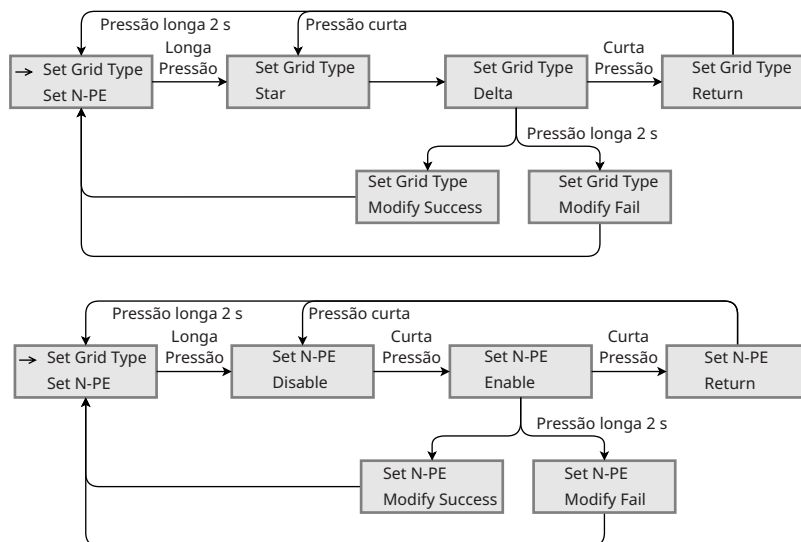 Pressão longa 2 s
Pressão curta
→ Set Grid Type
Set N-PE
Longa
Pressão
Set Grid Type
Star
Set Grid Type
Delta
Curta
Pressão
Set Grid Type
Return
Pressão longa 2 s
Set Grid Type
Modify Success
Set Grid Type
Modify Fail
Pressão longa 2 s
Pressão curta
→ Set Grid Type
Set N-PE
Longa
Pressão
Set N-PE
Disable
Curta
Pressão
Set N-PE
Enable
Curta
Pressão
Set N-PE
Return
Pressão longa 2 s
Set N-PE
Modify Success
Set N-PE
Modify Fail